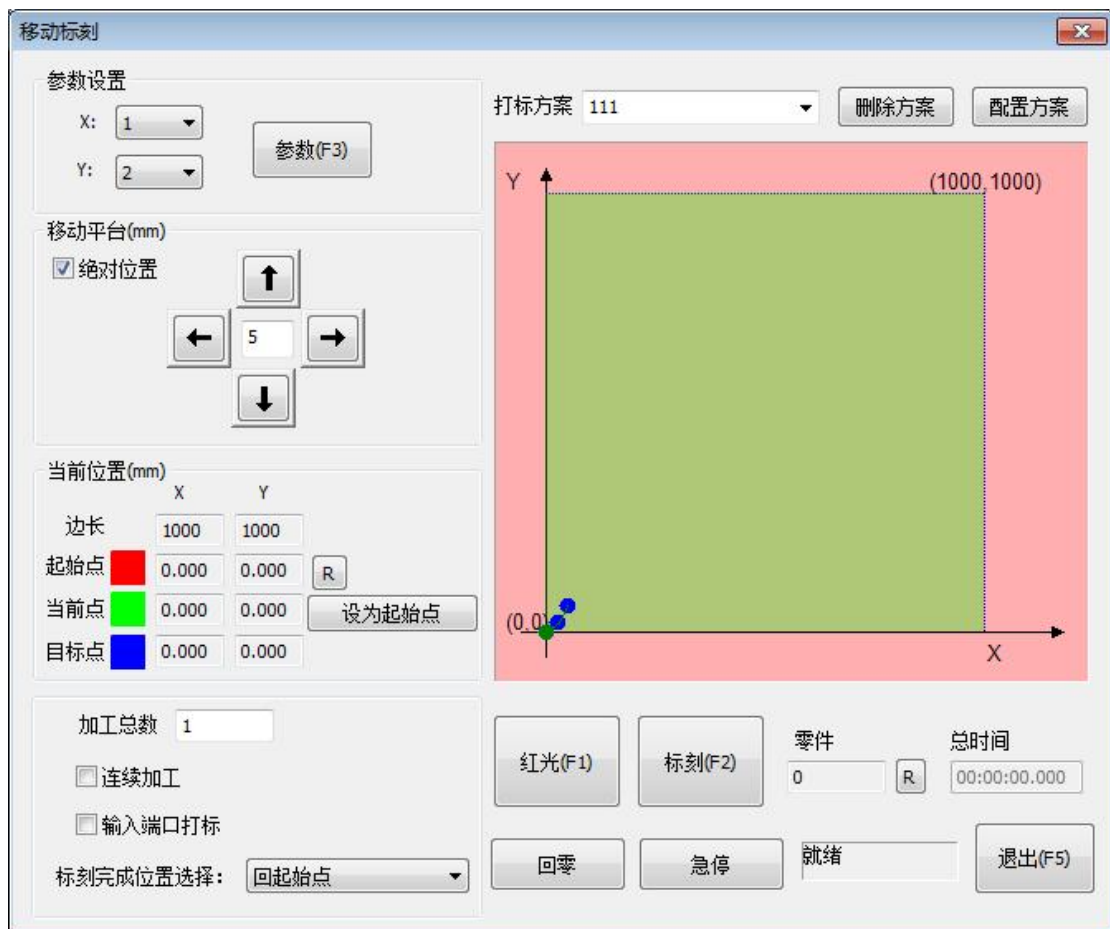 移动标刻
参数设置
X: 1
Y: 2
参数(F3)
移动平台(mm)
绝对位置
5
当前位置(mm)
X Y
边长 1000 1000
起始点 0.000 0.000 R
当前点 0.000 0.000 设为起始点
目标点 0.000 0.000
加工总数 1
连续加工
输入端口打标
标刻完成位置选择: 回起始点
打标方案 111 删除方案 配置方案
Y
(1000,1000)
(0,0)
X
红光(F1) 标刻(F2)
零件 总时间
0 R 00:00:00.000
回零 急停 就绪 退出(F5)